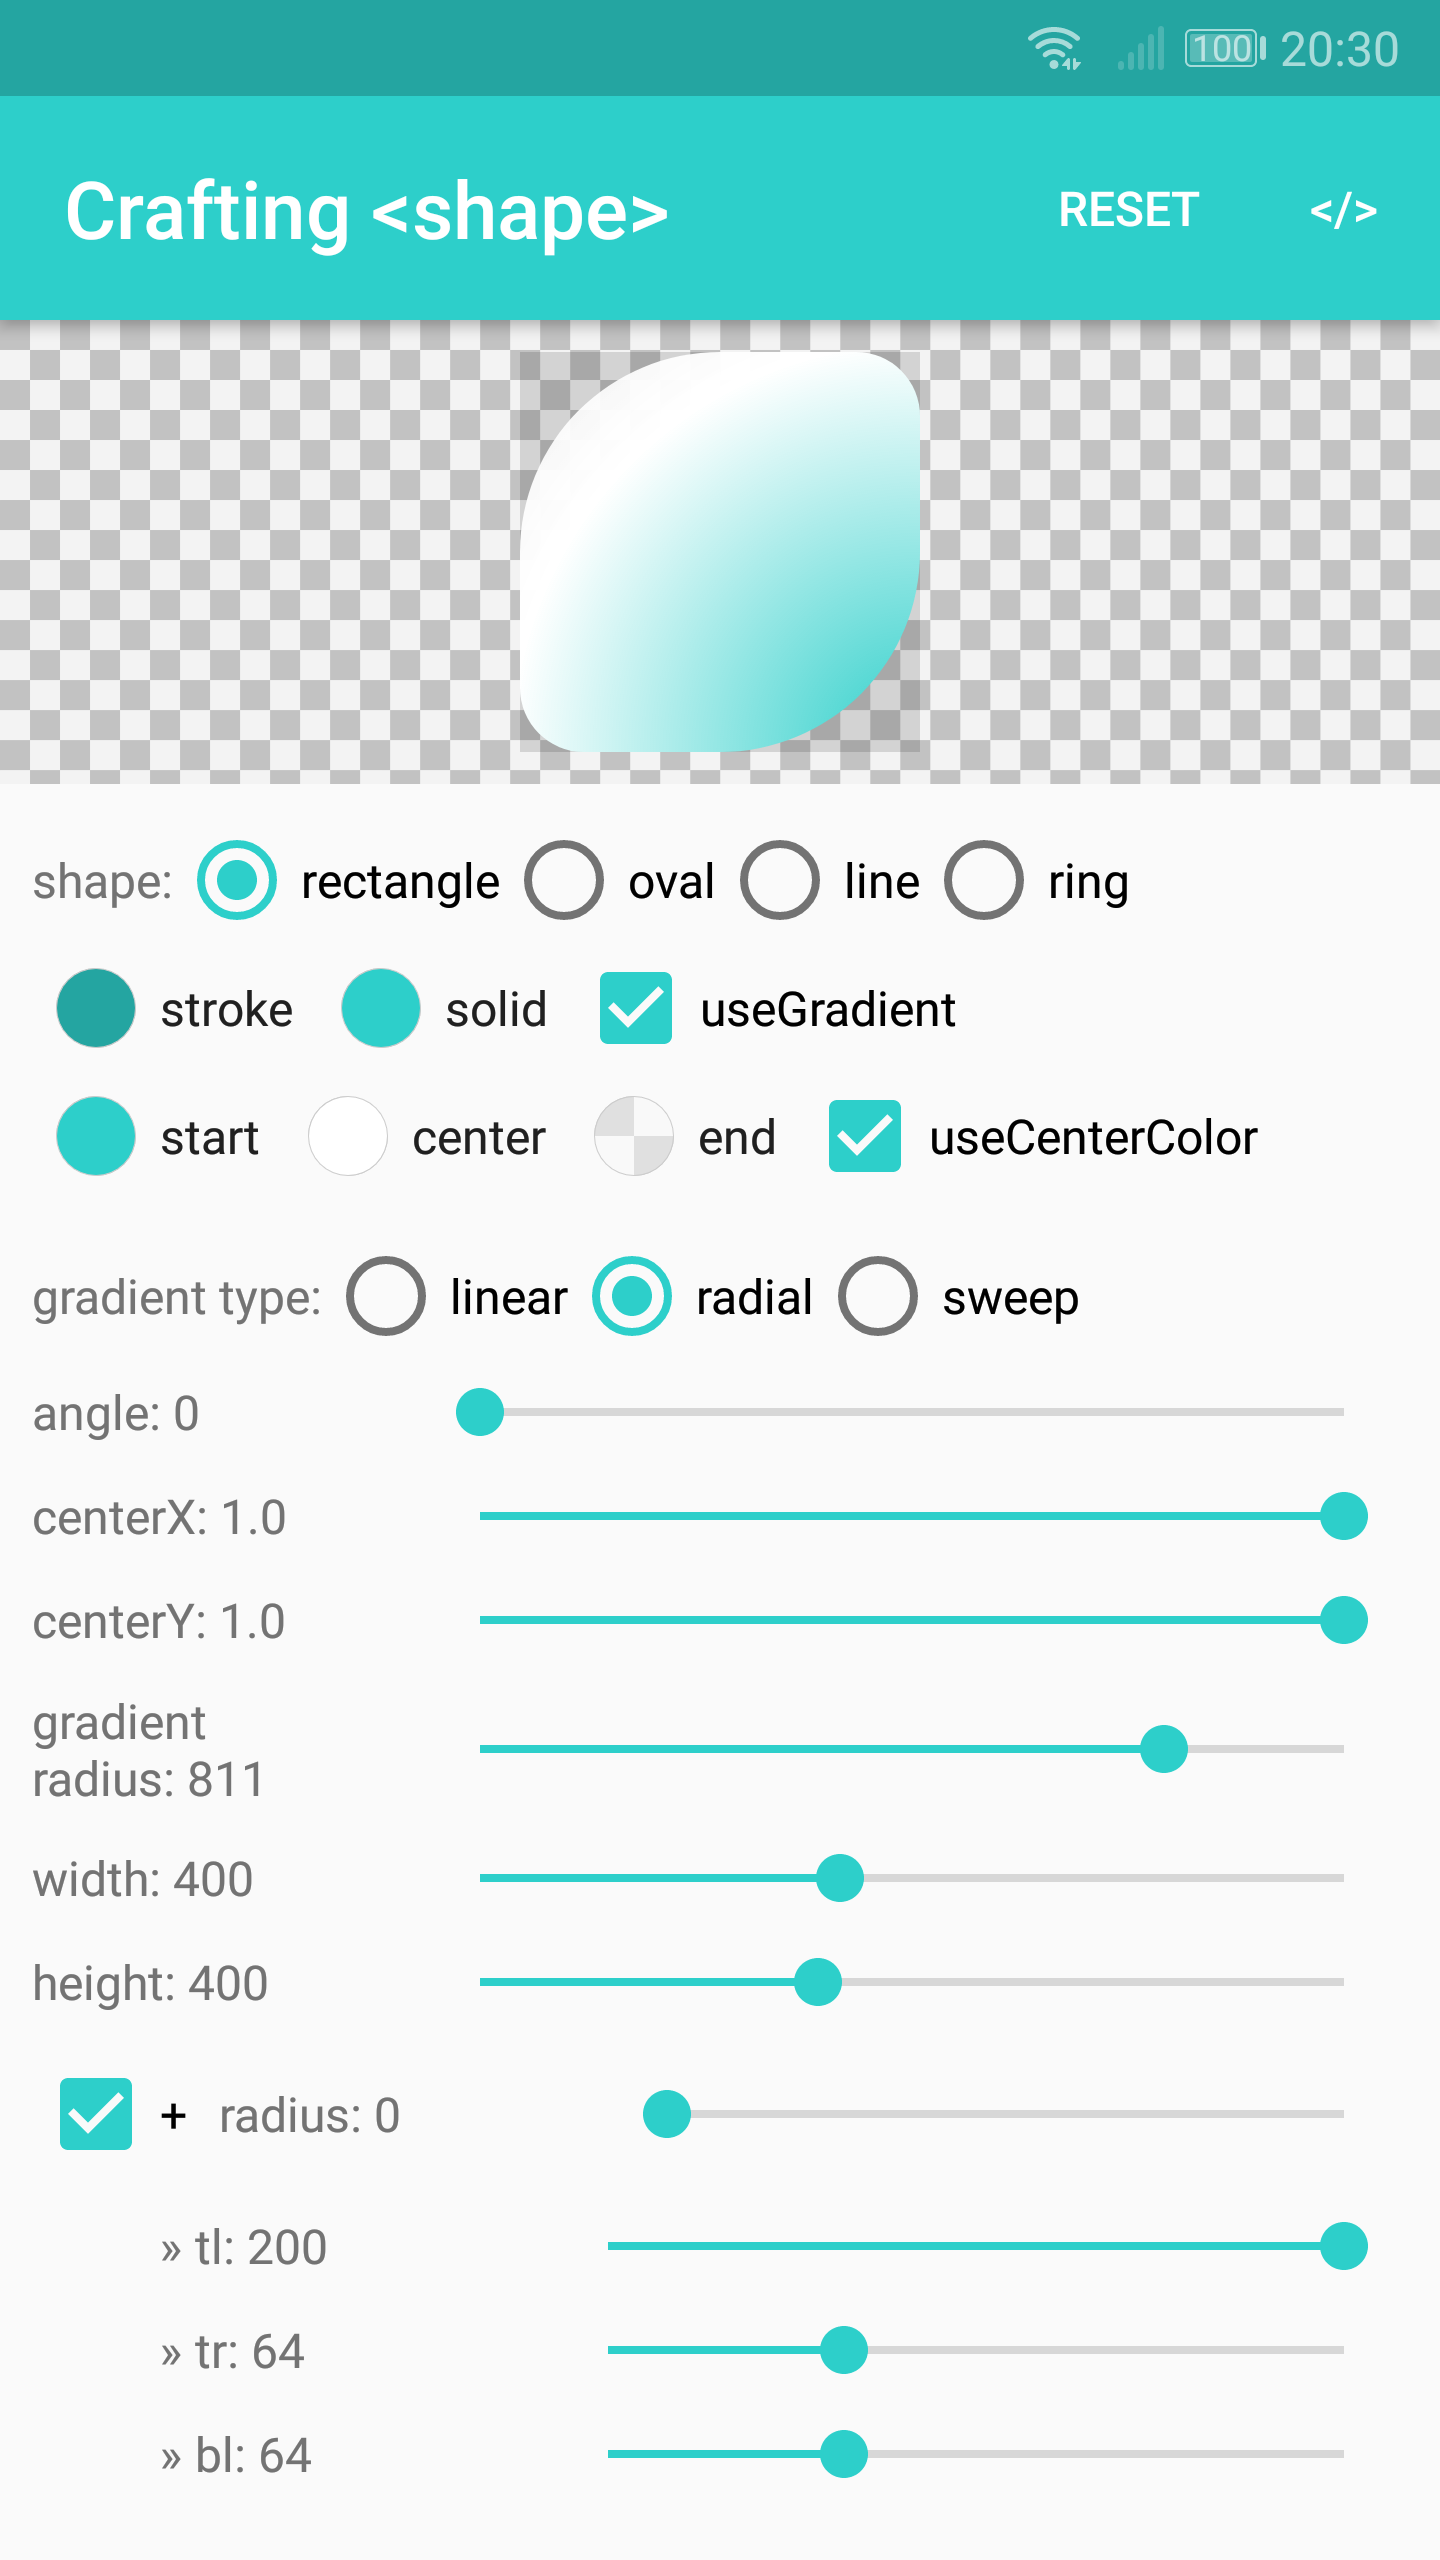 100 20:30
Crafting <shape> RESET </>
shape: rectangle oval line ring
stroke solid useGradient
start center end useCenterColor
gradient type: linear radial sweep
angle: 0
centerX: 1.0
centerY: 1.0
gradient
radius: 811
width: 400
height: 400
+ radius: 0
» tl: 200
» tr: 64
» bl: 64